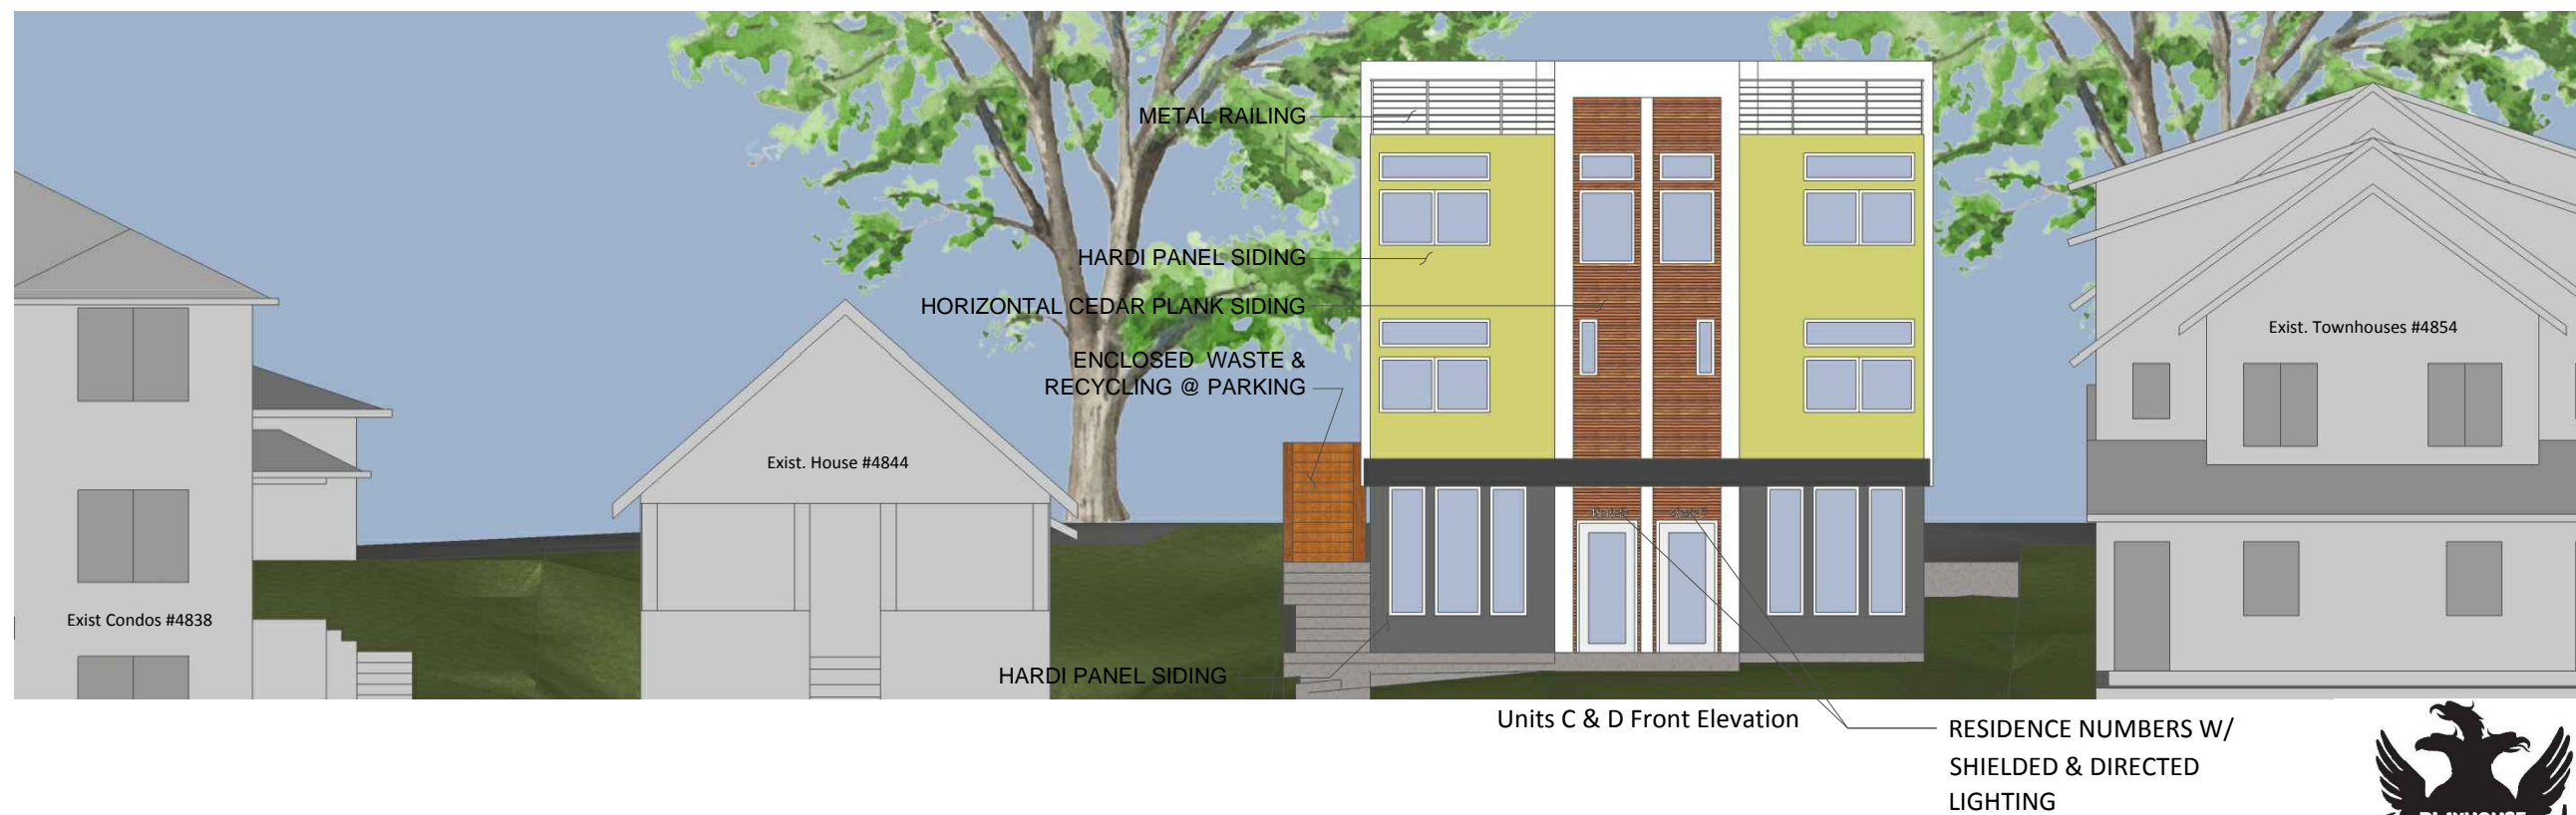 METAL RAILING
HARDI PANEL SIDING
HORIZONTAL CEDAR PLANK SIDING
ENCLOSED WASTE &
RECYCLING @ PARKING
Exist. Townhouses #4854
Exist. House #4844
Exist Condos #4838
HARDI PANEL SIDING
Units C & D Front Elevation
RESIDENCE NUMBERS W/
SHIELDED & DIRECTED
LIGHTING
PLAYHOUSE